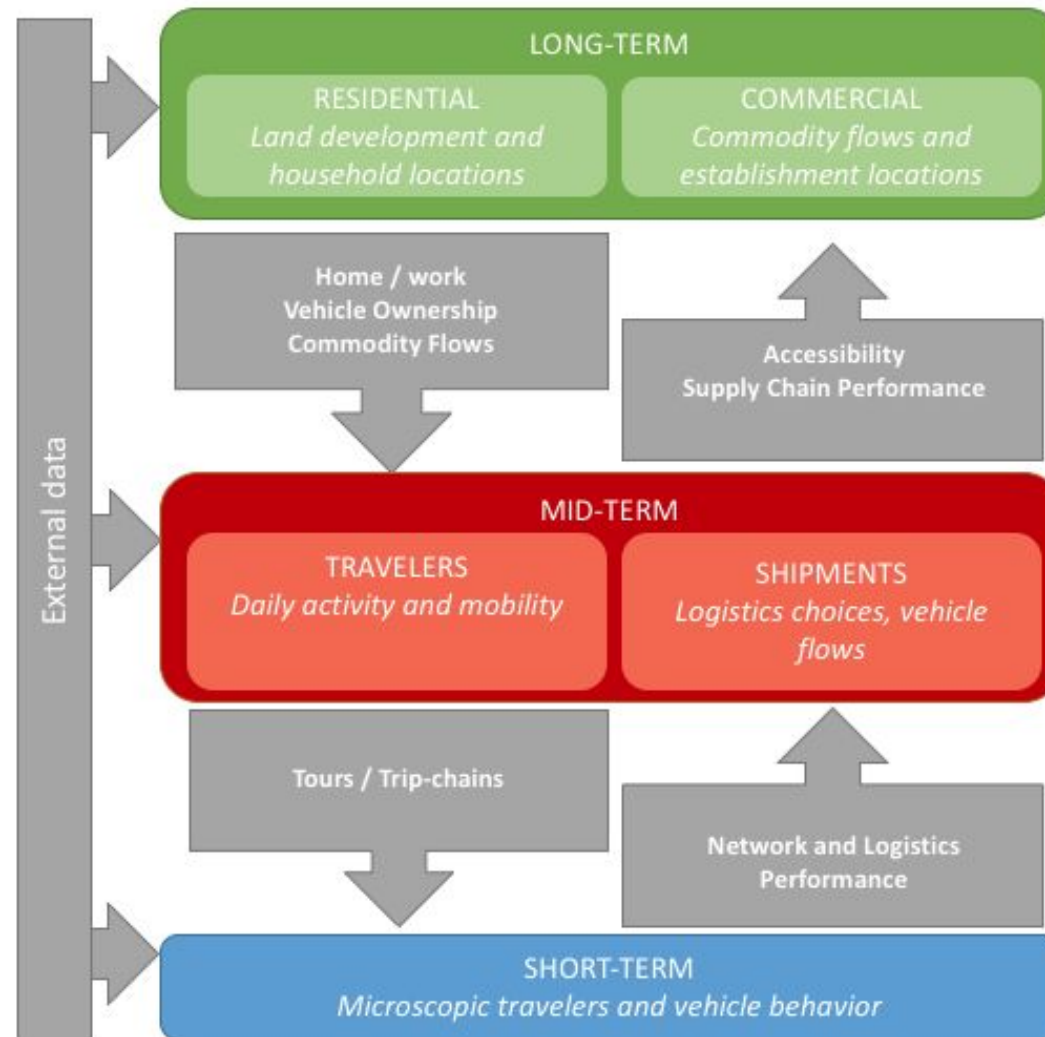 External data
LONG-TERM
RESIDENTIAL
Land development and
household locations
COMMERCIAL
Commodity flows and
establishment locations
Home / work
Vehicle Ownership
Commodity Flows
Accessibility
Supply Chain Performance
MID-TERM
TRAVELERS
Daily activity and mobility
SHIPMENTS
Logistics choices, vehicle
flows
Tours / Trip-chains
Network and Logistics
Performance
SHORT-TERM
Microscopic travelers and vehicle behavior